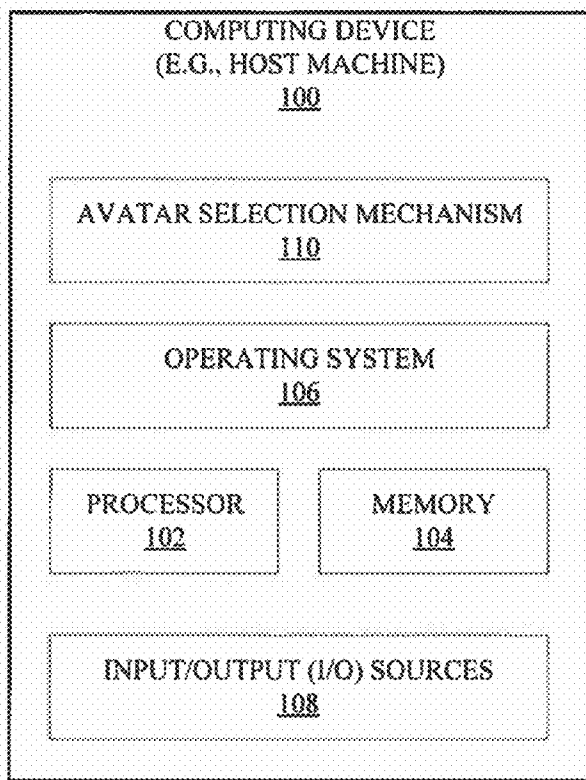 COMPUTING DEVICE
(E.G., HOST MACHINE)
100
AVATAR SELECTION MECHANISM
110
OPERATING SYSTEM
106
PROCESSOR
102
MEMORY
104
INPUT/OUTPUT (I/O) SOURCES
108